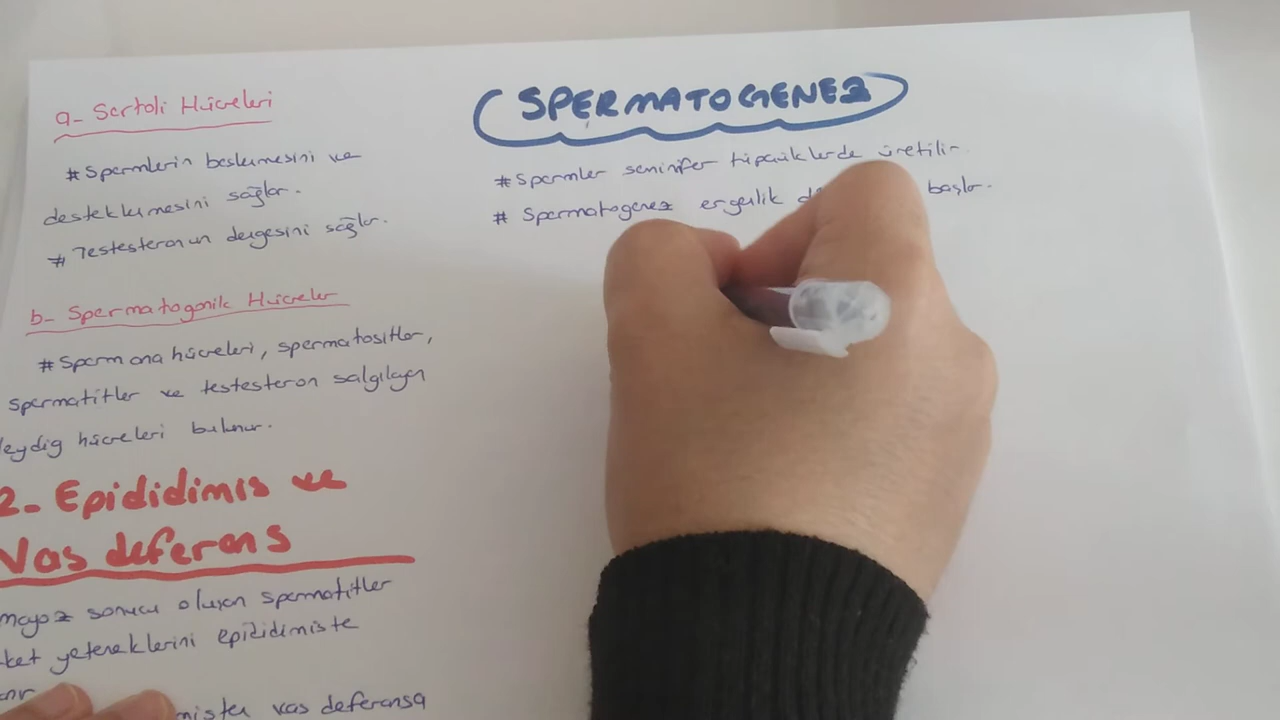 a- Sertoli Hücreleri
# Spermlerin beslenmesini ve
desteklenmesini sağlar.
# Testesteronun dengesini sağlar.
b- Spermatogonik Hücreler
# Sperm ana hücreleri, spermatositler,
spermatitler ve testesteron salgılayan
leydig hücreleri bulunur.
2- Epididimis ve
Vas deferens
mayoz sonucu oluşan spermatitler
ket yeteneklerini epididimiste
vas deferensa
SPERMATOGENEZ
# Spermler seminifer tüpçüklerde üretilir.
# Spermatogenez ergenlik başlar.